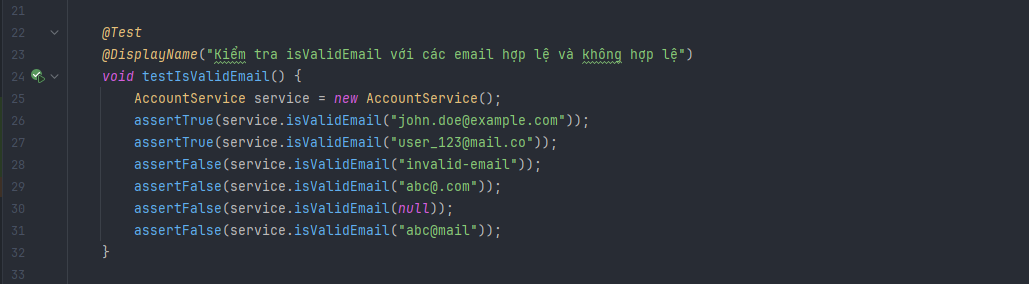 21
22 @Test
23 @DisplayName("Kiểm tra isValidEmail với các email hợp lệ và không hợp lệ")
24 void testIsValidEmail() {
25 AccountService service = new AccountService();
26 assertTrue(service.isValidEmail("john.doe@example.com"));
27 assertTrue(service.isValidEmail("user_123@mail.co"));
28 assertFalse(service.isValidEmail("invalid-email"));
29 assertFalse(service.isValidEmail("abc@.com"));
30 assertFalse(service.isValidEmail(null));
31 assertFalse(service.isValidEmail("abc@mail"));
32 }
33